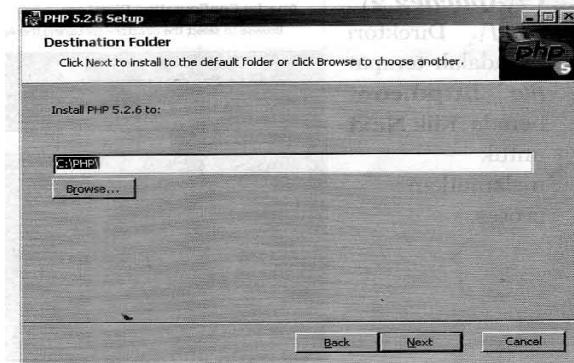 PHP 5.2.6 Setup
Destination Folder
Click Next to install to the default folder or click Browse to choose another.
php
5
Install PHP 5.2.6 to:
C:\PHP\
Browse...
Back Next Cancel